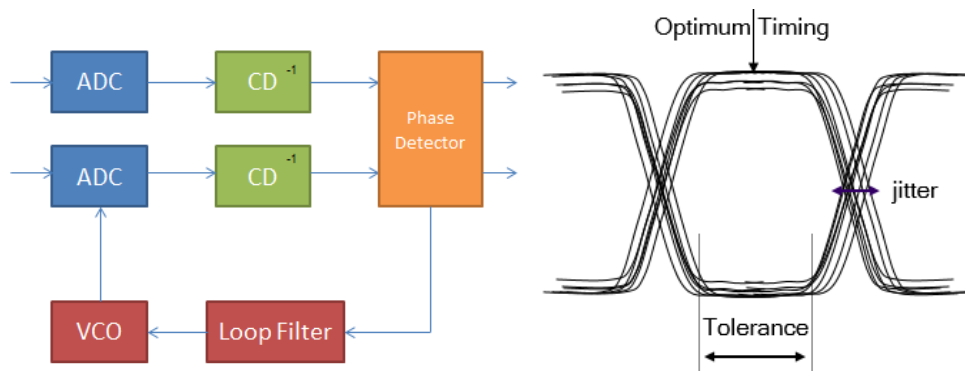 ADC
CD -1
Phase
Detector
ADC
CD -1
VCO
Loop Filter
Optimum Timing
jitter
Tolerance